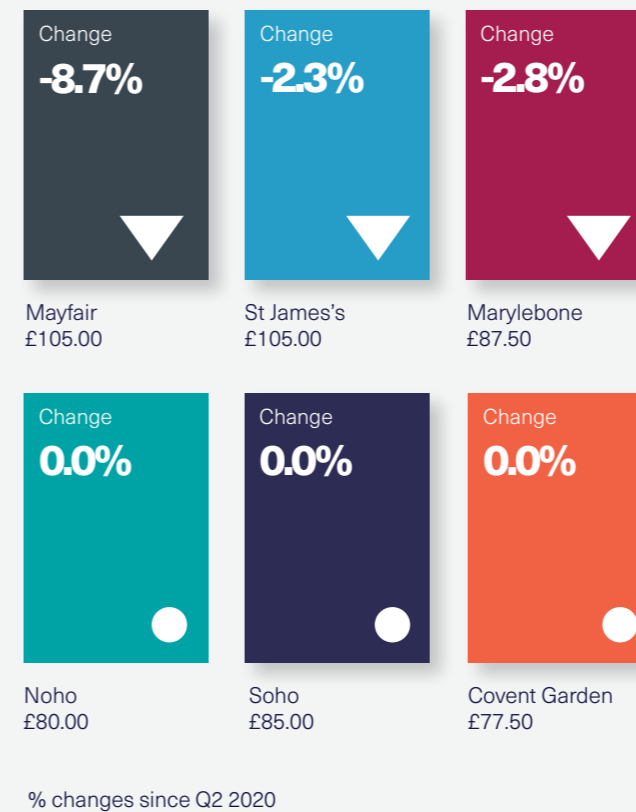 Change
-8.7%
Mayfair
£105.00
Change
-2.3%
St James's
£105.00
Change
-2.8%
Marylebone
£87.50
Change
0.0%
Noho
£80.00
Change
0.0%
Soho
£85.00
Change
0.0%
Covent Garden
£77.50
% changes since Q2 2020